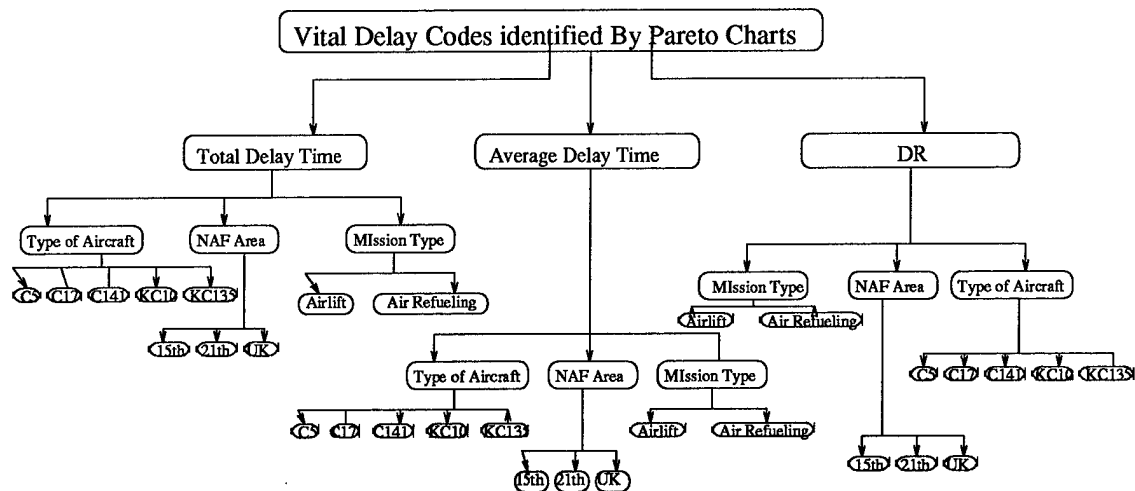 Vital Delay Codes identified By Pareto Charts
Total Delay Time
Average Delay Time
DR
Type of Aircraft
NAF Area
MIssion Type
C5
C17
C141
KC10
KC135
Airlift
Air Refueling
15th
21th
UK
MIssion Type
NAF Area
Type of Aircraft
Airlift
Air Refueling
C5
C17
C141
KC10
KC135
15th
21th
UK
Type of Aircraft
NAF Area
MIssion Type
C5
C17
C141
KC10
KC135
Airlift
Air Refueling
15th
21th
UK